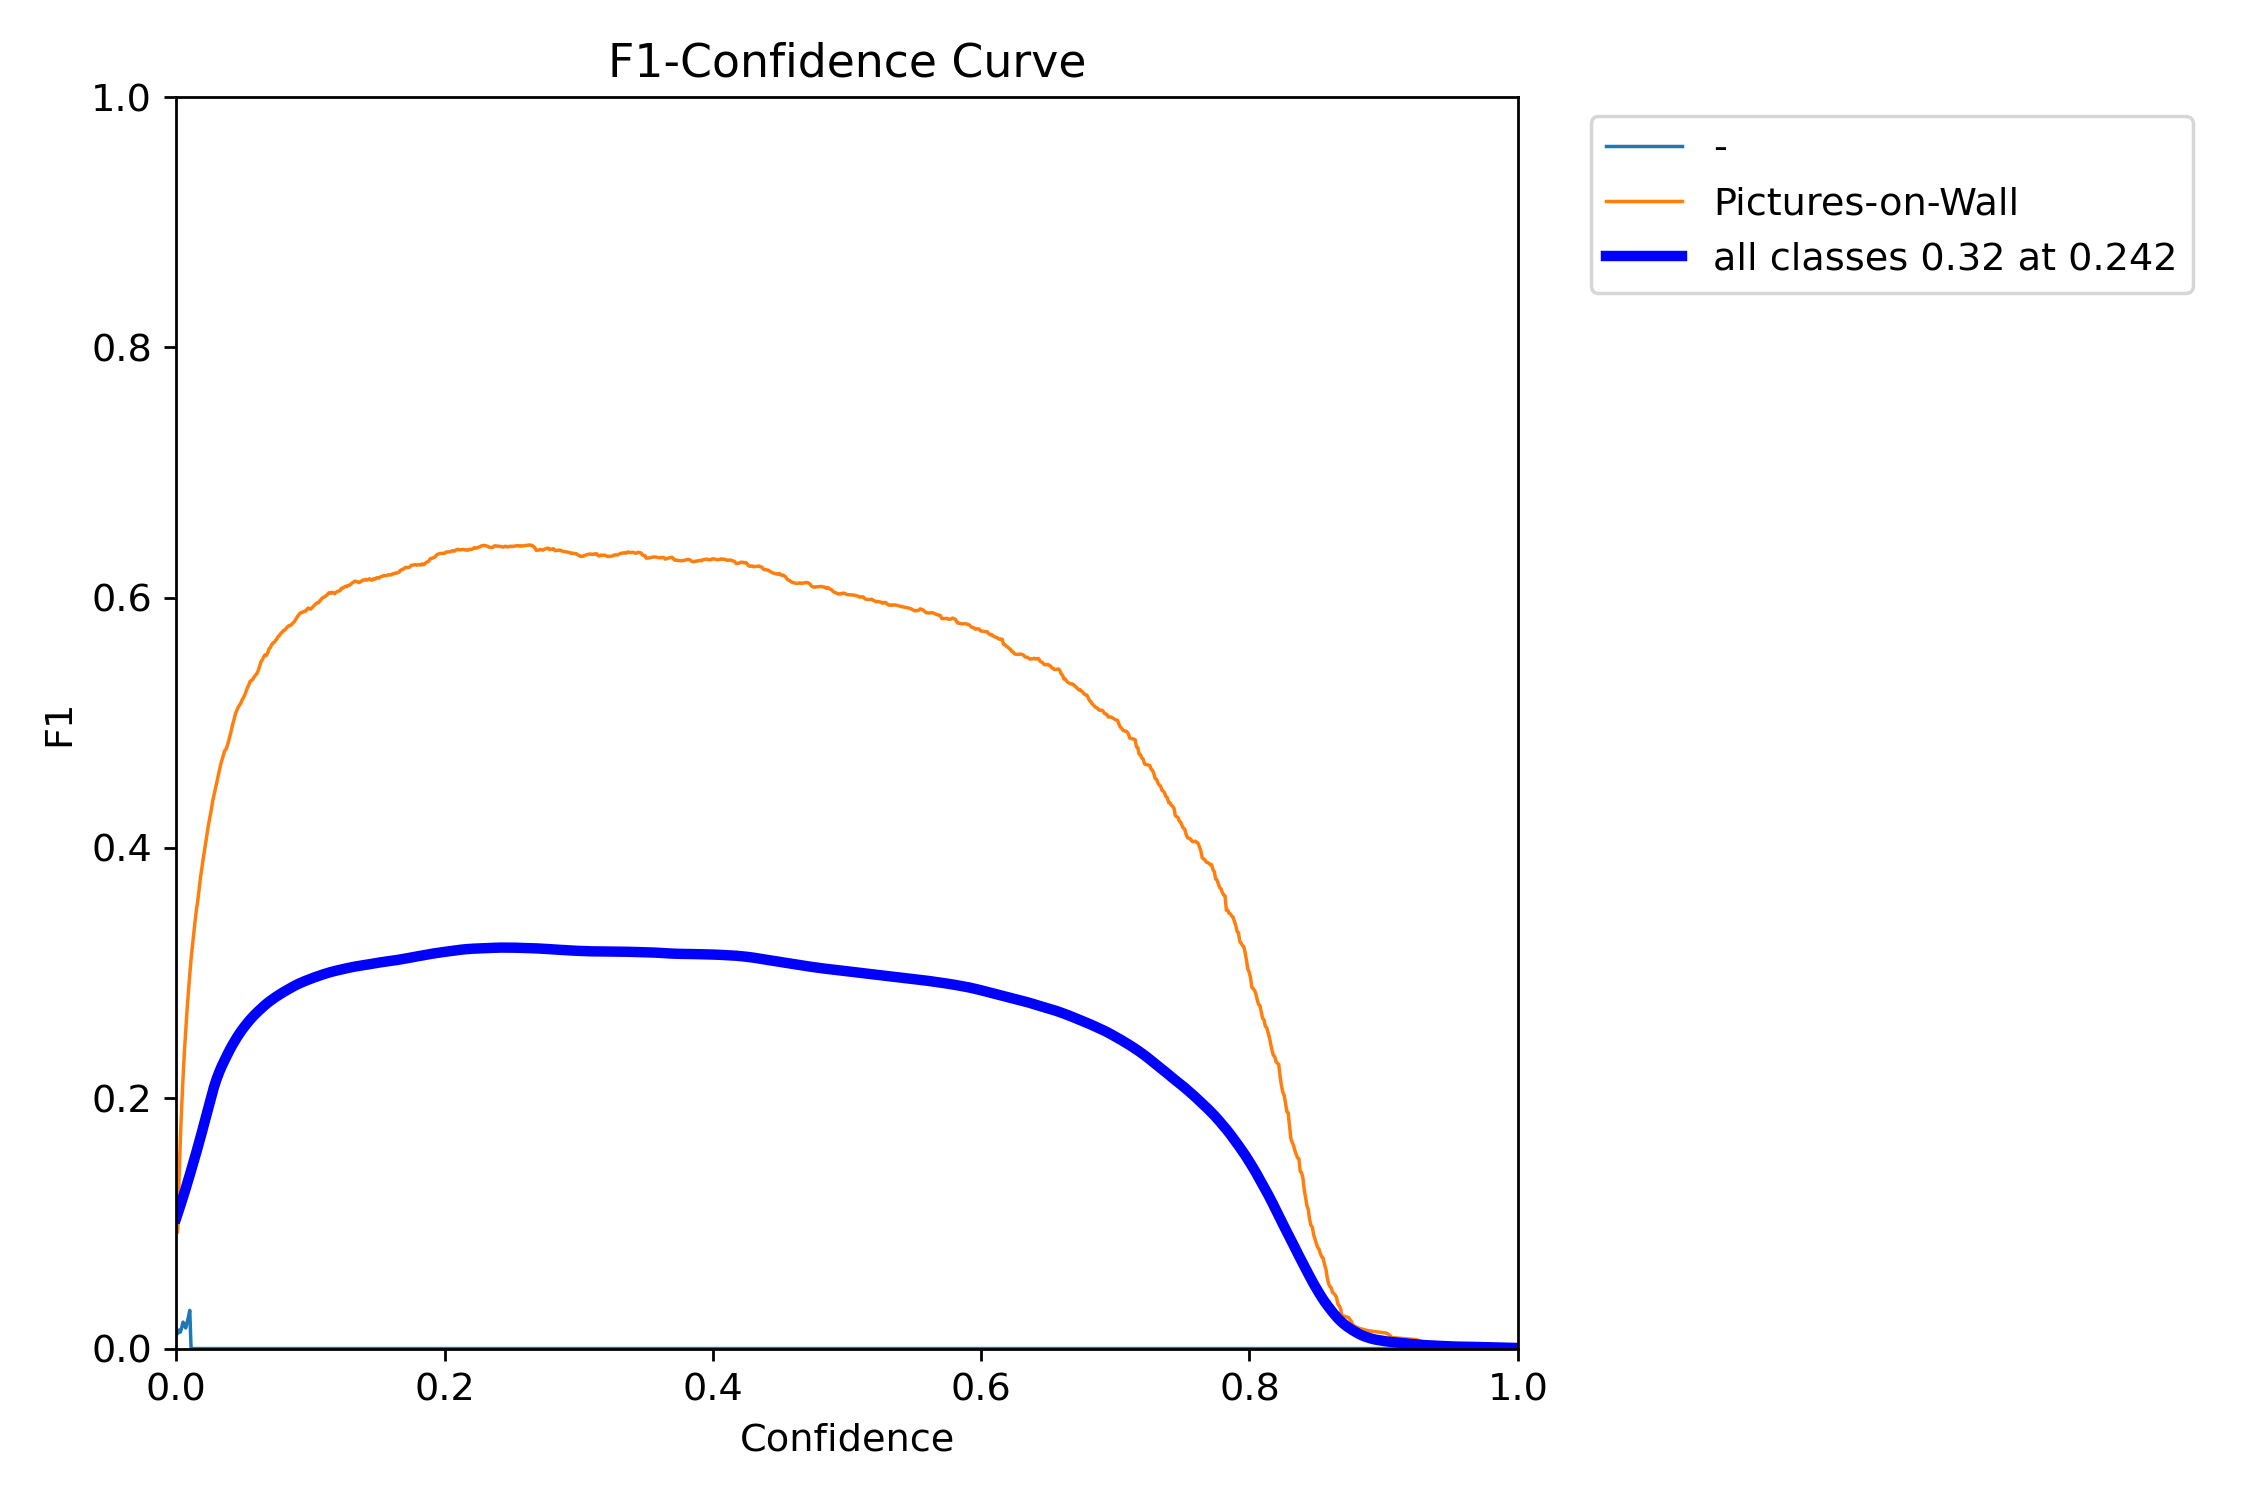 F1-Confidence Curve
1.0
0.8
0.6
0.4
0.2
0.0
F1
0.0 0.2 0.4 0.6 0.8 1.0
Confidence
-
Pictures-on-Wall
all classes 0.32 at 0.242